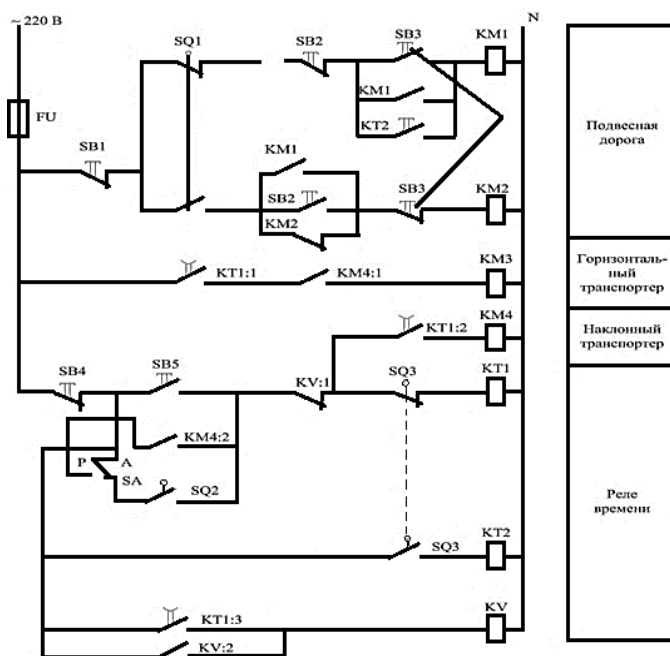 ~ 220 В
N
SQ1
SB2
SB3
KM1
FU
KM1
KT2
SB1
KM1
SB2
SB3
KM2
KM2
Подвесная
дорога
KT1:1
KM4:1
KM3
Горизонталь-
ный
транспортер
KT1:2
KM4
Наклонный
транспортер
SB4
SB5
KV:1
SQ3
KT1
KM4:2
P
A
SA
SQ2
Реле
времени
SQ3
KT2
KT1:3
KV
KV:2